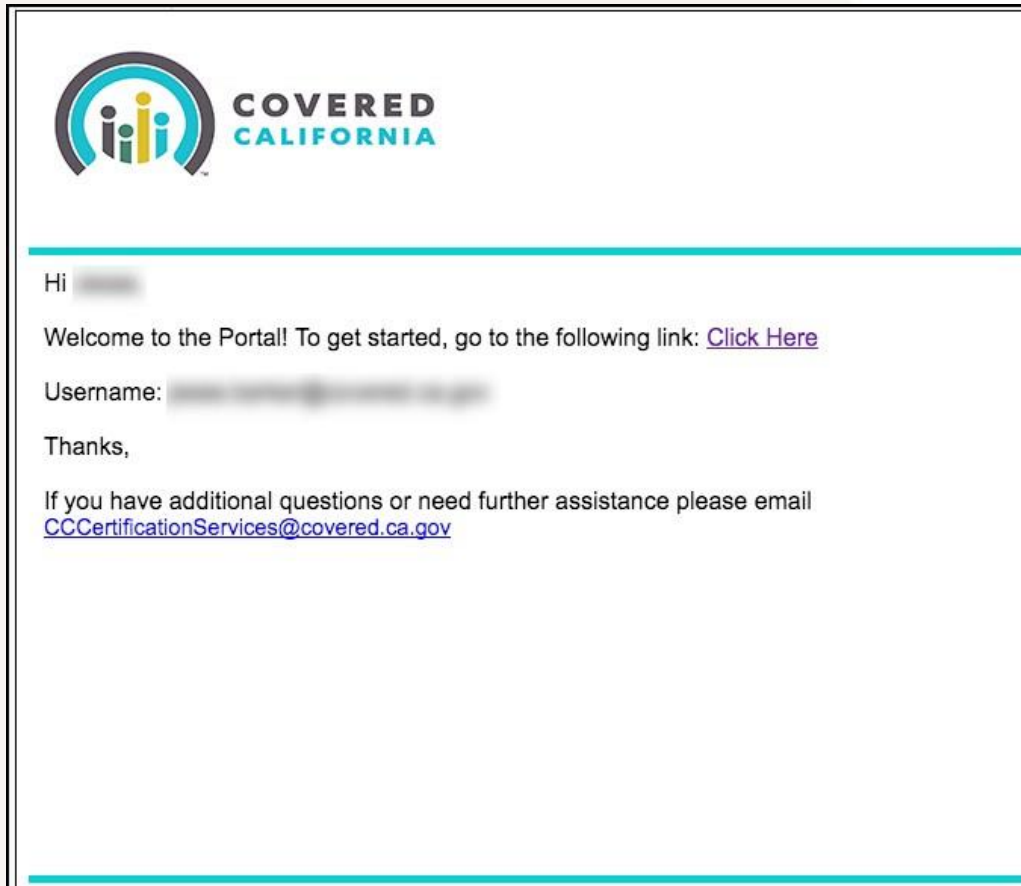 COVERED
CALIFORNIA
TM
Hi
Welcome to the Portal! To get started, go to the following link: Click Here
Username:
Thanks,
If you have additional questions or need further assistance please email
CCCertificationServices@covered.ca.gov